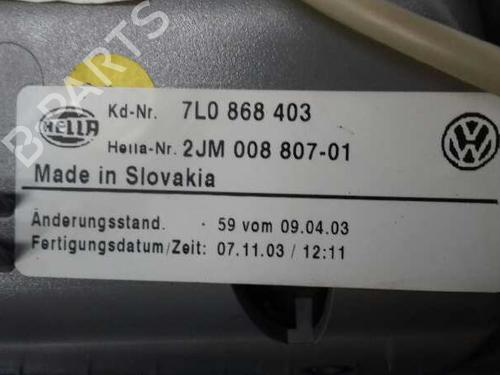 B-PARTS
HELLA
Kd-Nr. 7L0 868 403
Hella-Nr. 2JM 008 807-01
Made in Slovakia
Änderungsstand. · 59 vom 09.04.03
Fertigungsdatum/Zeit: 07.11.03 / 12:11